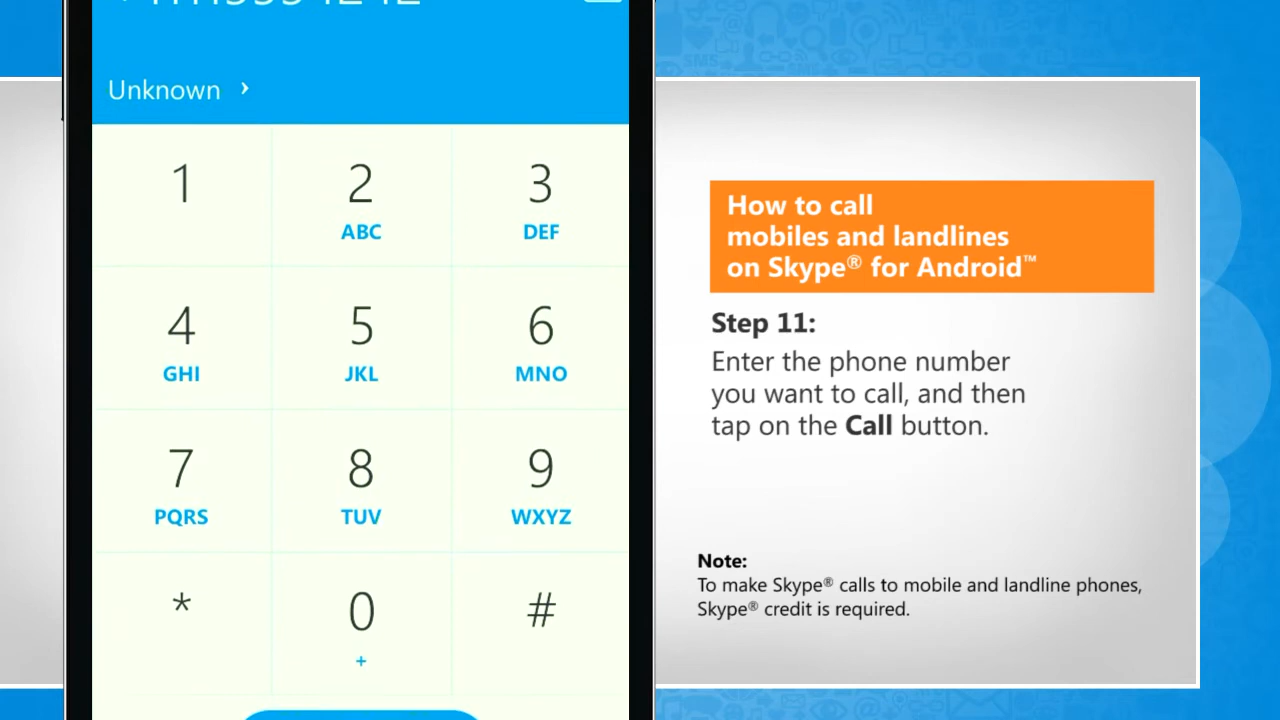 Unknown ›
1
2
3
ABC
DEF
4
5
6
GHI
JKL
MNO
7
8
9
PQRS
TUV
WXYZ
*
0
#
+
How to call
mobiles and landlines
on Skype® for Android™
Step 11:
Enter the phone number
you want to call, and then
tap on the Call button.
Note:
To make Skype® calls to mobile and landline phones,
Skype® credit is required.